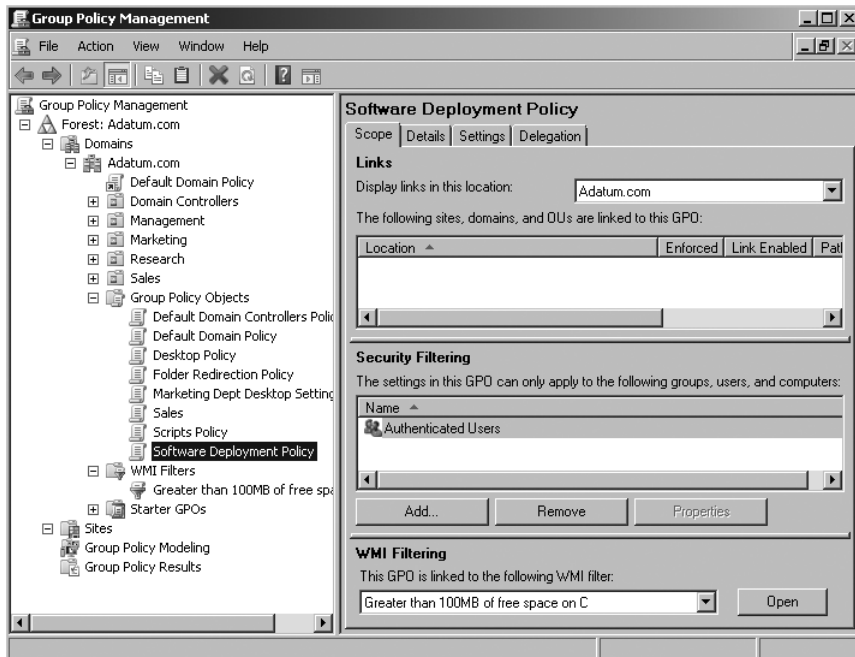 Group Policy Management
File Action View Window Help
Group Policy Management
Forest: Adatum.com
Domains
Adatum.com
Default Domain Policy
Domain Controllers
Management
Marketing
Research
Sales
Group Policy Objects
Default Domain Controllers Polic
Default Domain Policy
Desktop Policy
Folder Redirection Policy
Marketing Dept Desktop Setting
Sales
Scripts Policy
Software Deployment Policy
WMI Filters
Greater than 100MB of free spa
Starter GPOs
Sites
Group Policy Modeling
Group Policy Results
Software Deployment Policy
Scope Details Settings Delegation
Links
Display links in this location: Adatum.com
The following sites, domains, and OUs are linked to this GPO:
Location Enforced Link Enabled Patl
Security Filtering
The settings in this GPO can only apply to the following groups, users, and computers:
Name
Authenticated Users
Add... Remove Properties
WMI Filtering
This GPO is linked to the following WMI filter:
Greater than 100MB of free space on C Open